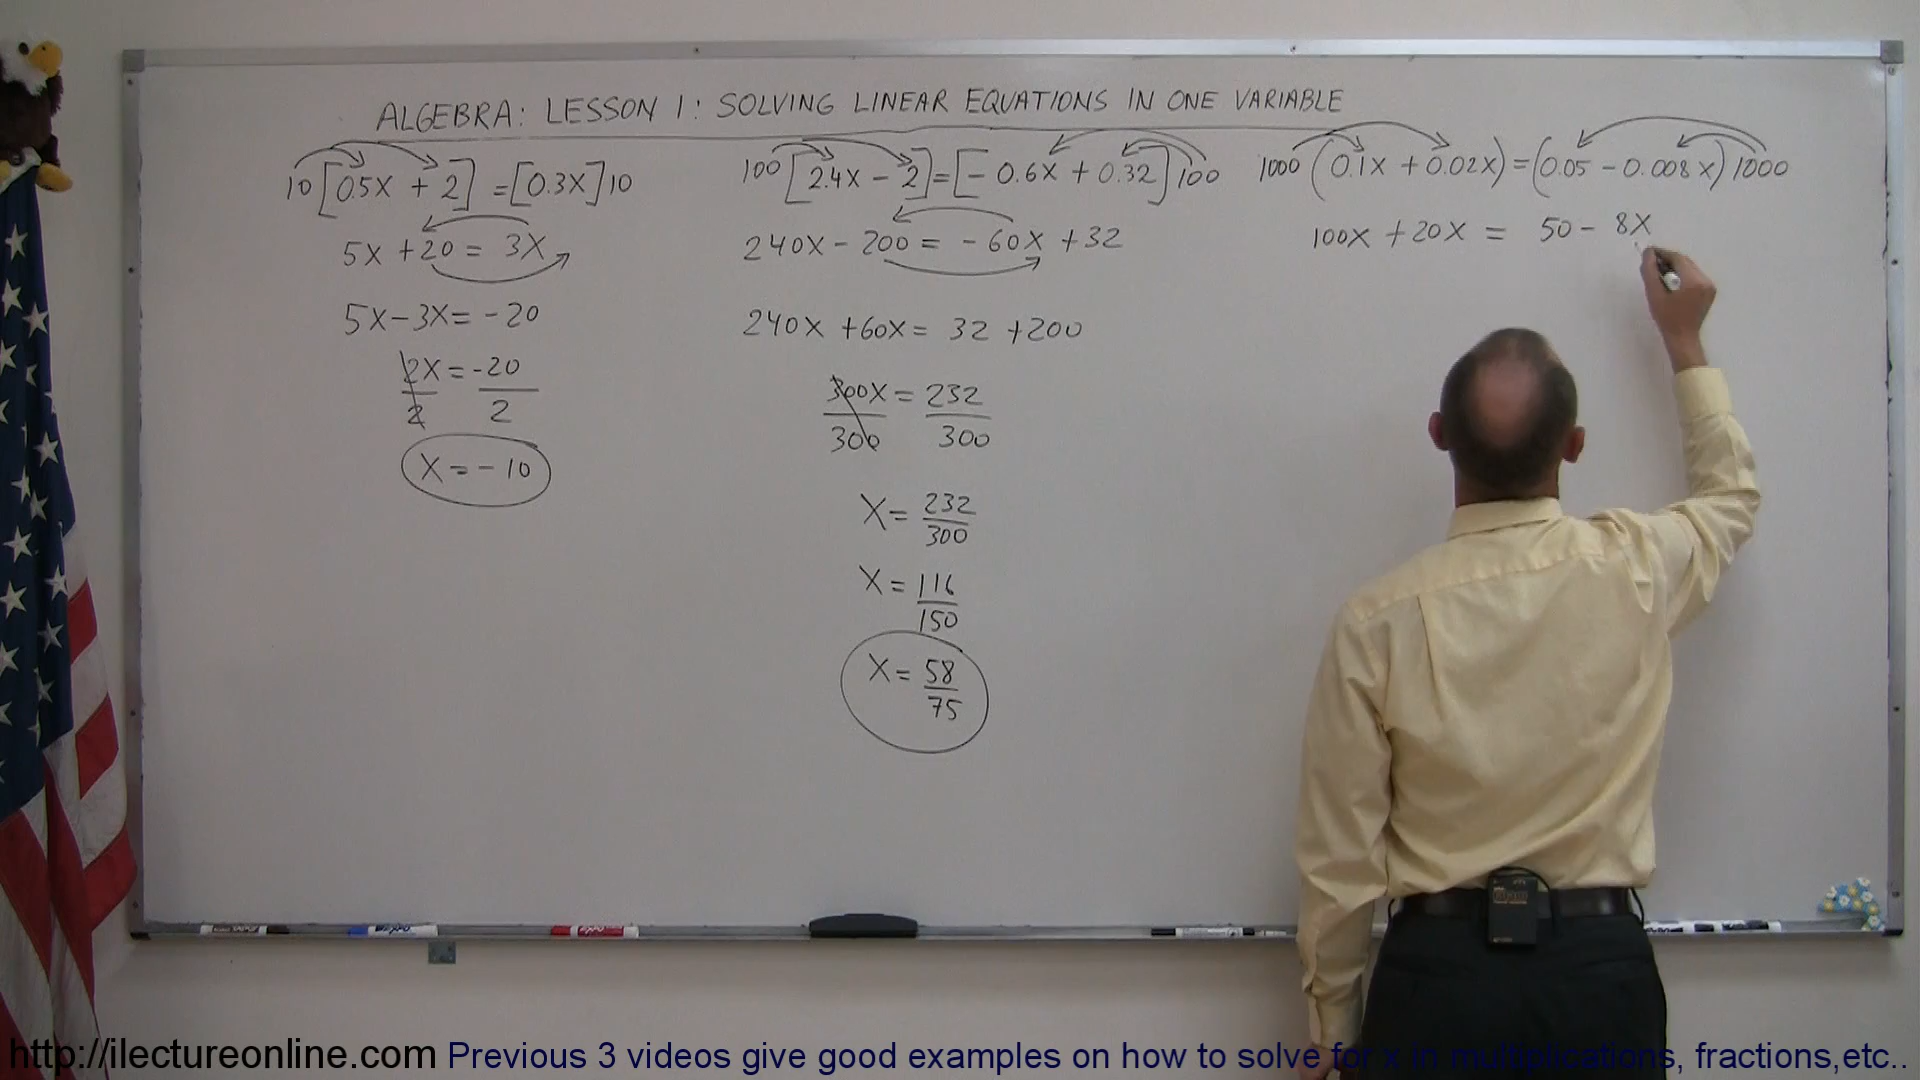 ALGEBRA: LESSON 1: SOLVING LINEAR EQUATIONS IN ONE VARIABLE
10 [0.5X + 2] = [0.3X] 10
5X + 20 = 3X
5X - 3X = - 20
2X = -20
2 2
X = - 10
100 [2.4X - 2] = [- 0.6X + 0.32] 100
240X - 200 = - 60X + 32
240X + 60X = 32 + 200
300X = 232
300 300
X = 232
300
X = 116
150
X = 58
75
1000 (0.1X + 0.02X) = (0.05 - 0.008X) 1000
100X + 20X = 50 - 8X
http://ilectureonline.com Previous 3 videos give good examples on how to solve for x in multiplications, fractions,etc..